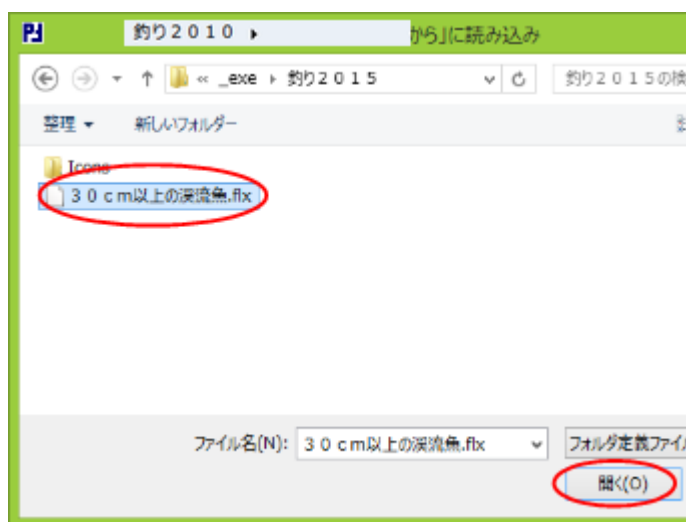 釣り２０１０ から」に読み込み
« _exe 釣り２０１５ 釣り２０１５の検
整理 新しいフォルダー
Icons
３０ｃｍ以上の渓流魚.flx
ファイル名(N): ３０ｃｍ以上の渓流魚.flx フォルダ定義ファイル
開く(O)